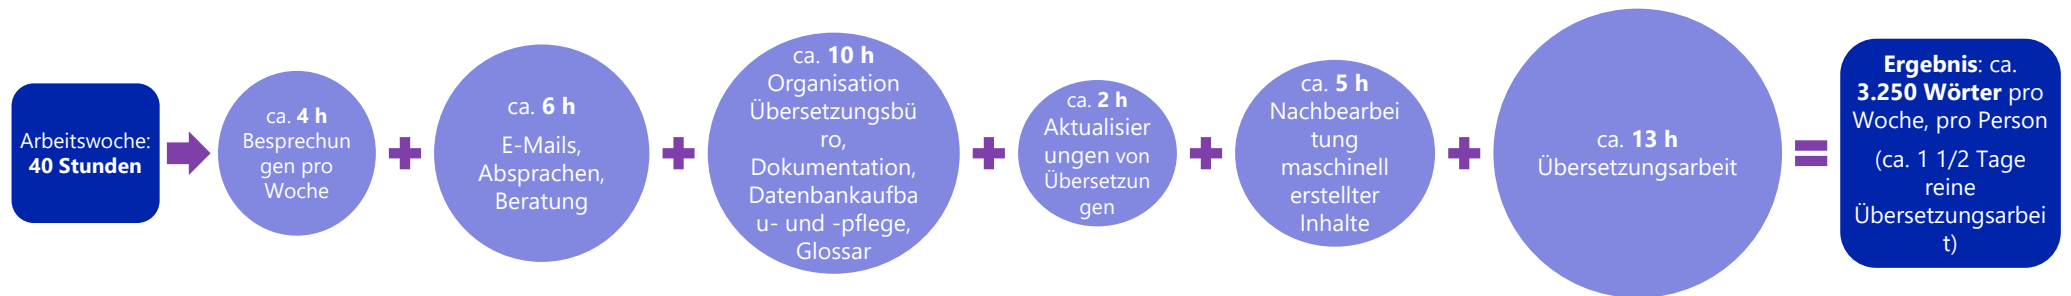 Arbeitswoche:
40 Stunden
ca. 4 h
Besprechun
gen pro
Woche
ca. 6 h
E-Mails,
Absprachen,
Beratung
ca. 10 h
Organisation
Übersetzungsbü
ro,
Dokumentation,
Datenbankaufba
u- und -pflege,
Glossar
ca. 2 h
Aktualisier
ungen von
Übersetzun
gen
ca. 5 h
Nachbearbei
tung
maschinell
erstellter
Inhalte
ca. 13 h
Übersetzungsarbeit
Ergebnis: ca.
3.250 Wörter pro
Woche, pro Person
(ca. 1 1/2 Tage
reine
Übersetzungsarbei
t)